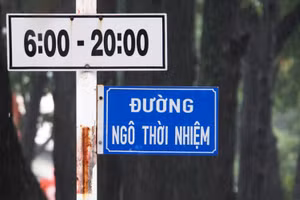 6:00 - 20:00
ĐƯỜNG
NGÔ THỜI NHIỆM